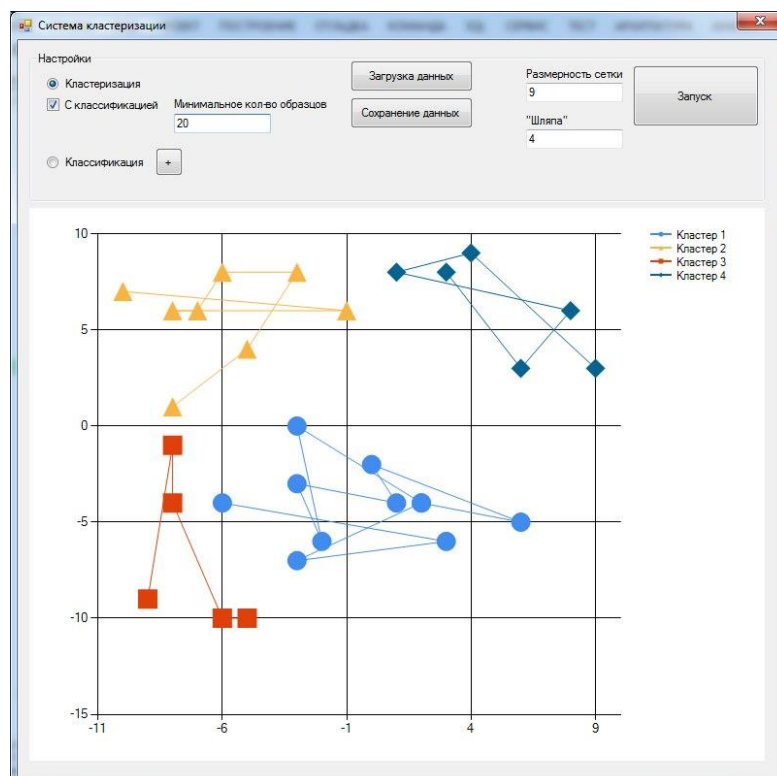 Система кластеризации
Настройки
Кластеризация
С классификацией
Минимальное кол-во образцов
20
Классификация
+
Загрузка данных
Сохранение данных
Размерность сетки
9
"Шляпа"
4
Запуск
10
5
0
-5
-10
-15
-11
-6
-1
4
9
Кластер 1
Кластер 2
Кластер 3
Кластер 4